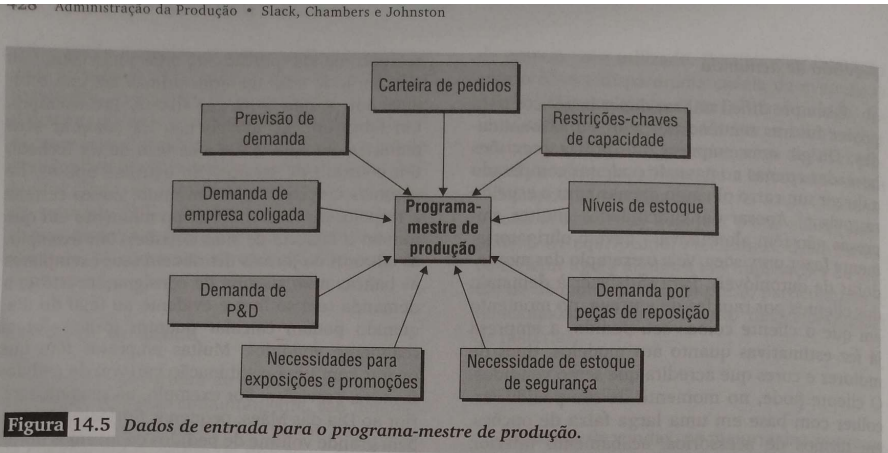 428 Administração da Produção • Slack, Chambers e Johnston
Carteira de pedidos
Previsão de
demanda
Restrições-chaves
de capacidade
Demanda de
empresa coligada
Programa-
mestre de
produção
Níveis de estoque
Demanda de
P&D
Demanda por
peças de reposição
Necessidades para
exposições e promoções
Necessidade de estoque
de segurança
Figura 14.5 Dados de entrada para o programa-mestre de produção.